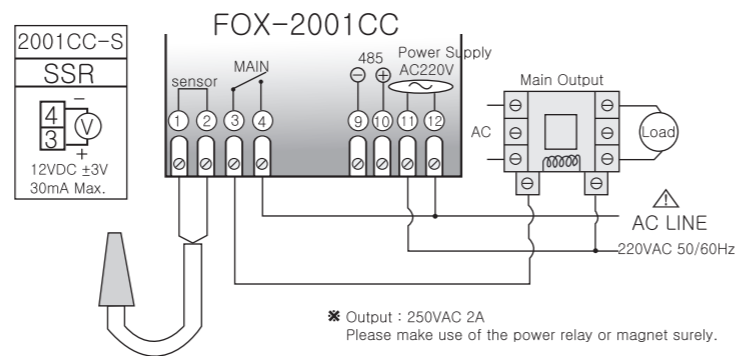 FOX-2001CC
2001CC-S
SSR
4
3
−
V
+
12VDC ±3V
30mA Max.
sensor
MAIN
485
Power Supply
AC220V
1
2
3
4
9
10
11
12
Main Output
AC
Load
AC LINE
220VAC 50/60Hz
※ Output : 250VAC 2A
Please make use of the power relay or magnet surely.